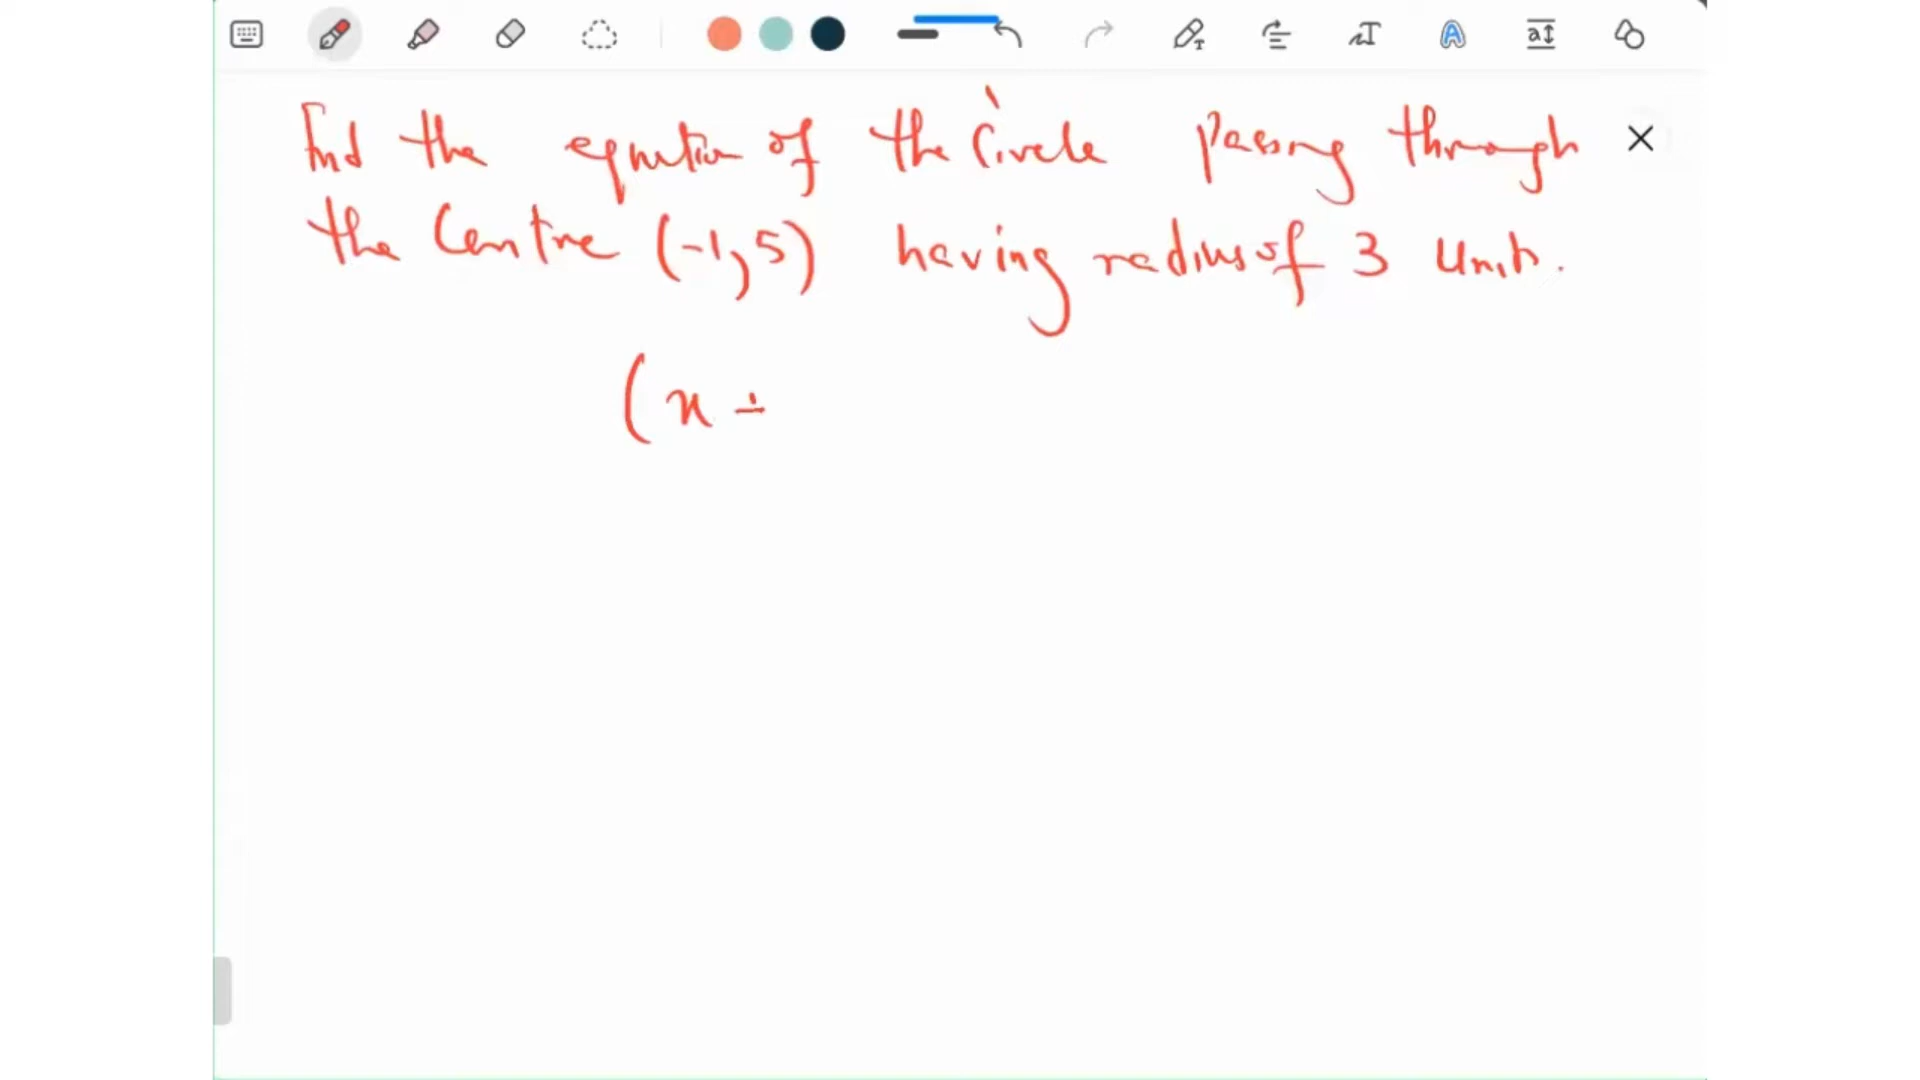 Find the equation of the Circle passing through
the Centre (-1,5) having radius of 3 units.
(x -